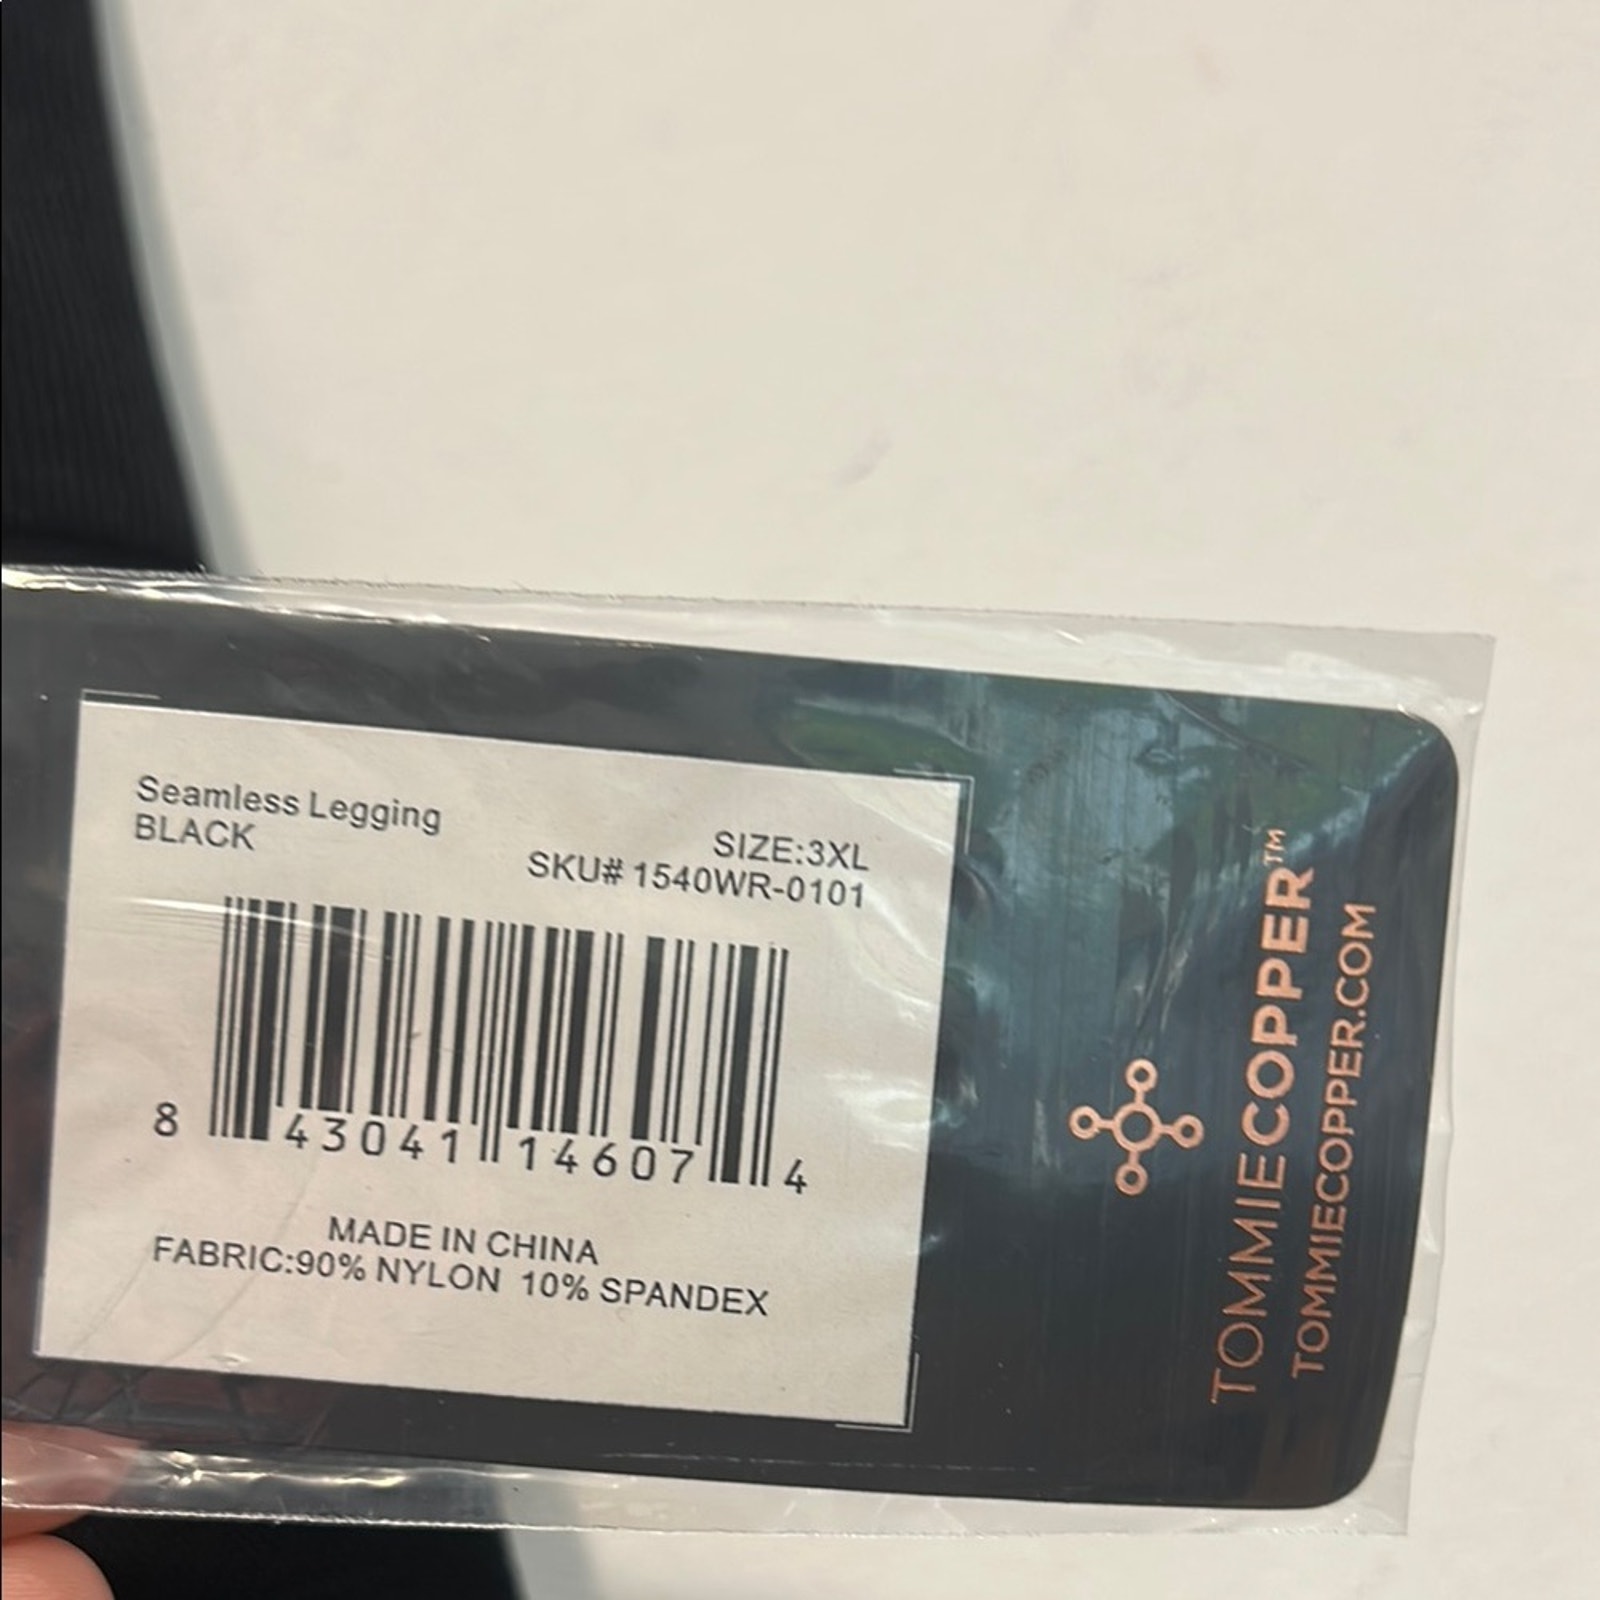 Seamless Legging
BLACK
SIZE:3XL
SKU# 1540WR-0101
8 43041 14607 4
MADE IN CHINA
FABRIC:90% NYLON 10% SPANDEX
TOMMIECOPPER™
TOMMIECOPPER.COM